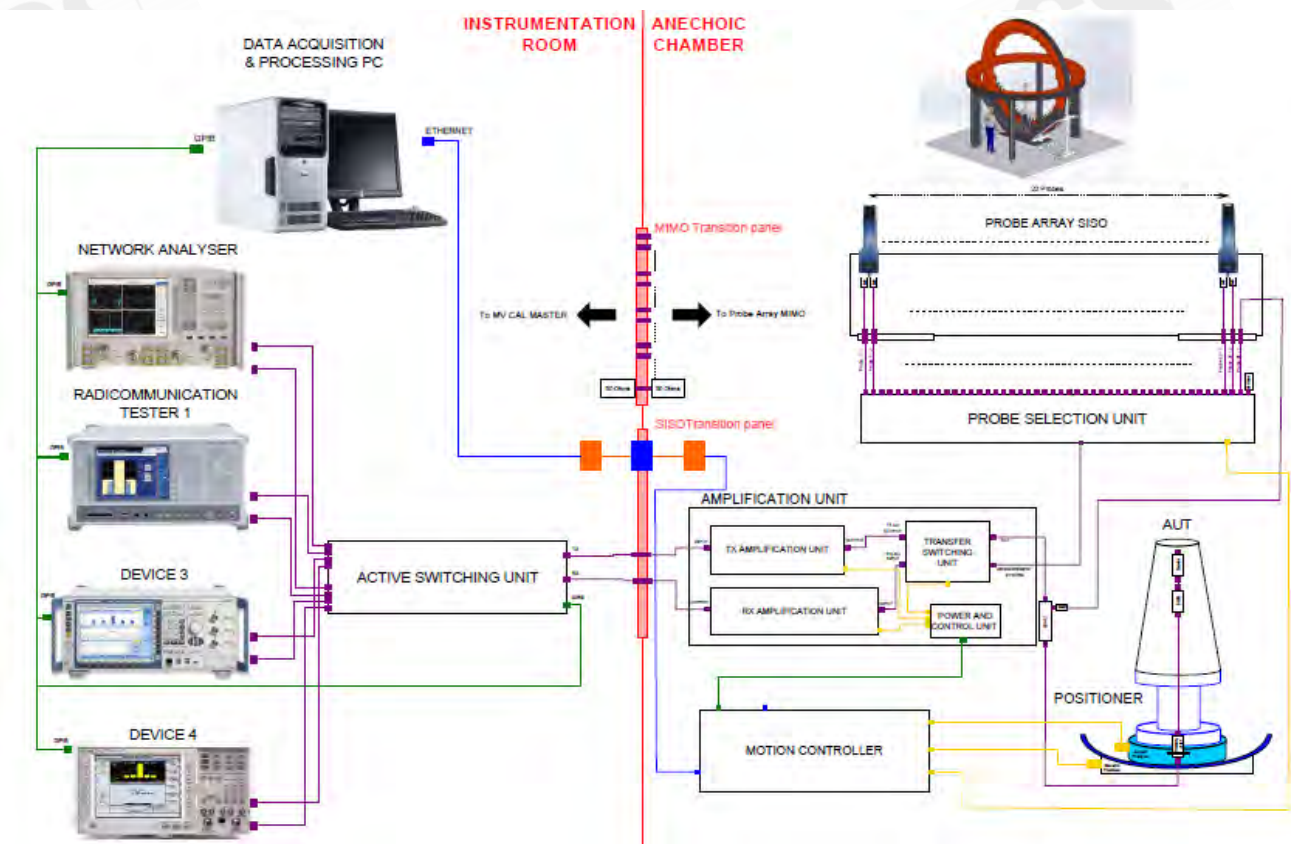 INSTRUMENTATION
ROOM
ANECHOIC
CHAMBER
DATA ACQUISITION
& PROCESSING PC
GPIB
ETHERNET
NETWORK ANALYSER
GPIB
RADICOMMUNICATION
TESTER 1
GPIB
DEVICE 3
GPIB
DEVICE 4
GPIB
ACTIVE SWITCHING UNIT
GPIB
MIMO Transition panel
To MV CAL MASTER
To Probe Array MIMO
50 Ohms
50 Ohms
SISOTransition panel
PROBE ARRAY SISO
PROBE SELECTION UNIT
AMPLIFICATION UNIT
TX AMPLIFICATION UNIT
TRANSFER
SWITCHING
UNIT
RX AMPLIFICATION UNIT
POWER AND
CONTROL UNIT
MOTION CONTROLLER
AUT
POSITIONER